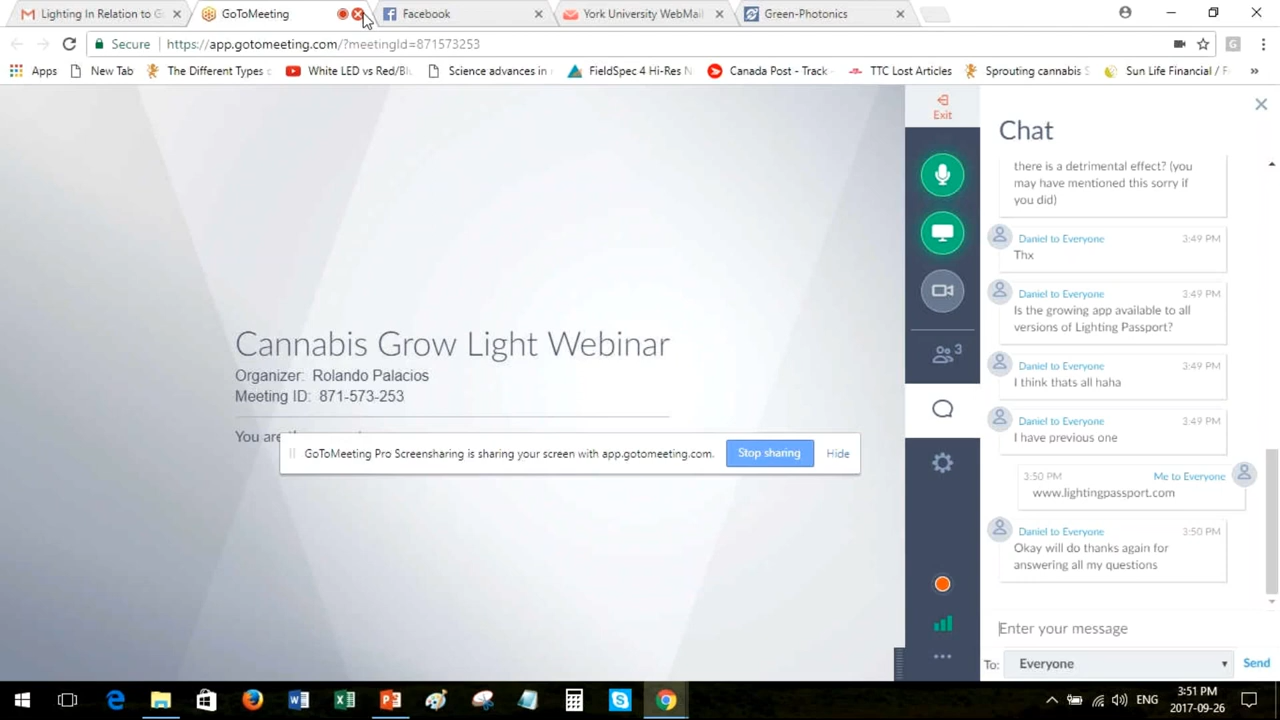 Lighting In Relation to G
GoToMeeting
Facebook
York University WebMail
Green-Photonics
Secure
https://app.gotomeeting.com/?meetingId=871573253
G
Apps
New Tab
The Different Types o
White LED vs Red/Blu
Science advances in
FieldSpec 4 Hi-Res N
Canada Post - Track
TTC Lost Articles
Sprouting cannabis S
Sun Life Financial / F
»
Exit
Chat
there is a detrimental effect? (you
may have mentioned this sorry if
you did)
Daniel to Everyone
3:49 PM
Thx
Daniel to Everyone
3:49 PM
Is the growing app available to all
versions of Lighting Passport?
3
Daniel to Everyone
3:49 PM
I think thats all haha
Daniel to Everyone
3:49 PM
I have previous one
3:50 PM
Me to Everyone
www.lightingpassport.com
Daniel to Everyone
3:50 PM
Okay will do thanks again for
answering all my questions
Enter your message
To:
Everyone
Send
Cannabis Grow Light Webinar
Organizer: Rolando Palacios
Meeting ID: 871-573-253
You are
GoToMeeting Pro Screensharing is sharing your screen with app.gotomeeting.com.
Stop sharing
Hide
ENG
3:51 PM
2017-09-26